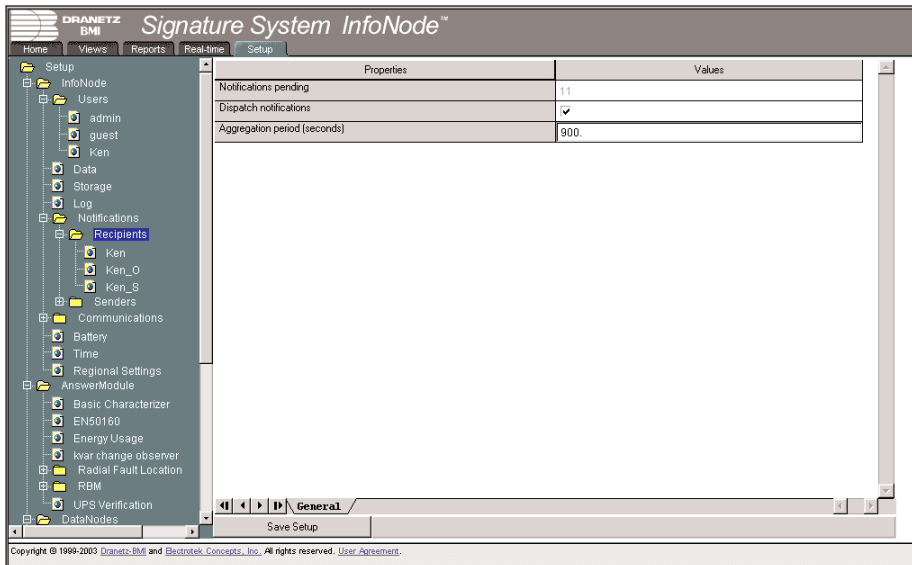 DRANETZ
BMI
Signature System InfoNode™
Home Views Reports Real-time Setup
Setup
InfoNode
Users
admin
guest
Ken
Data
Storage
Log
Notifications
Recipients
Ken
Ken_O
Ken_S
Senders
Communications
Battery
Time
Regional Settings
AnswerModule
Basic Characterizer
EN50160
Energy Usage
kvar change observer
Radial Fault Location
RBM
UPS Verification
DataNodes
Properties Values
Notifications pending 11
Dispatch notifications
Aggregation period (seconds) 900.
General
Save Setup
Copyright © 1999-2003 Dranetz-BMI and Electrotek Concepts, Inc. All rights reserved. User Agreement.